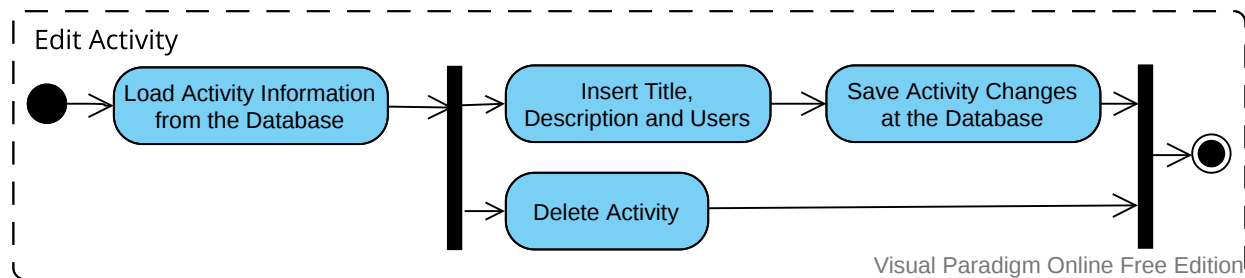 Edit Activity
Load Activity Information
from the Database
Insert Title,
Description and Users
Save Activity Changes
at the Database
Delete Activity
Visual Paradigm Online Free Edition